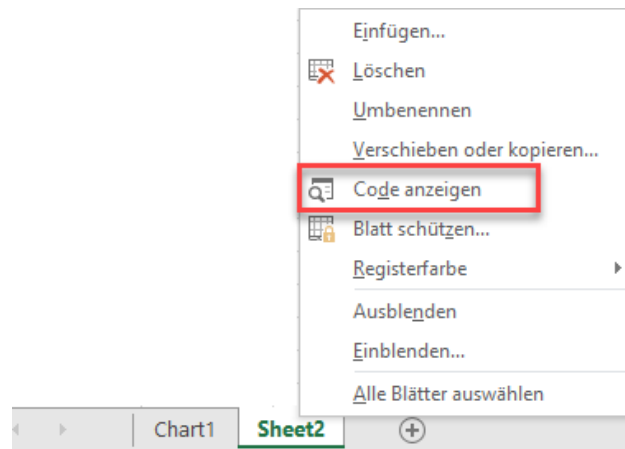 Einfügen...
Löschen
Umbenennen
Verschieben oder kopieren...
Code anzeigen
Blatt schützen...
Registerfarbe
Ausblenden
Einblenden...
Alle Blätter auswählen
Chart1 Sheet2